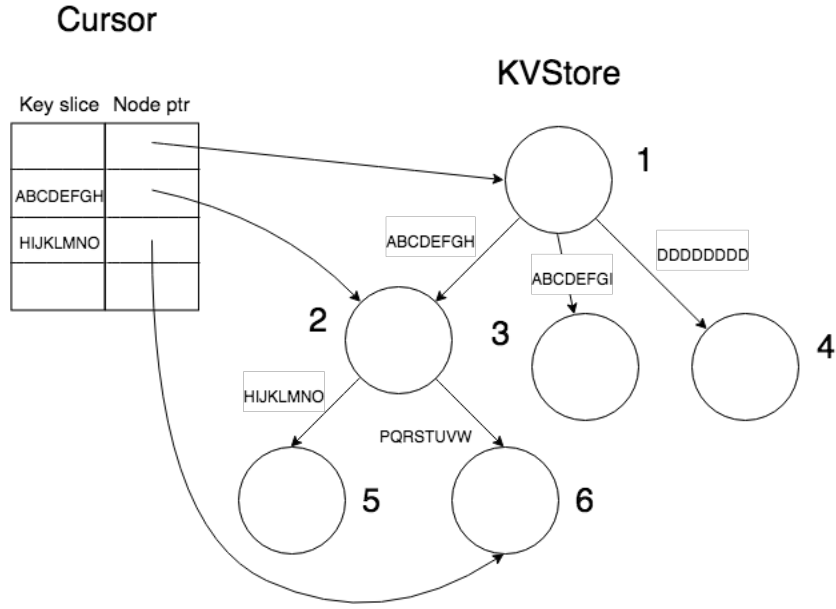 Cursor
KVStore
Key slice Node ptr
1
ABCDEFGH
HIJKLMNO
ABCDEFGH
DDDDDDDD
ABCDEFGI
2
3
4
HIJKLMNO
PQRSTUVW
5
6